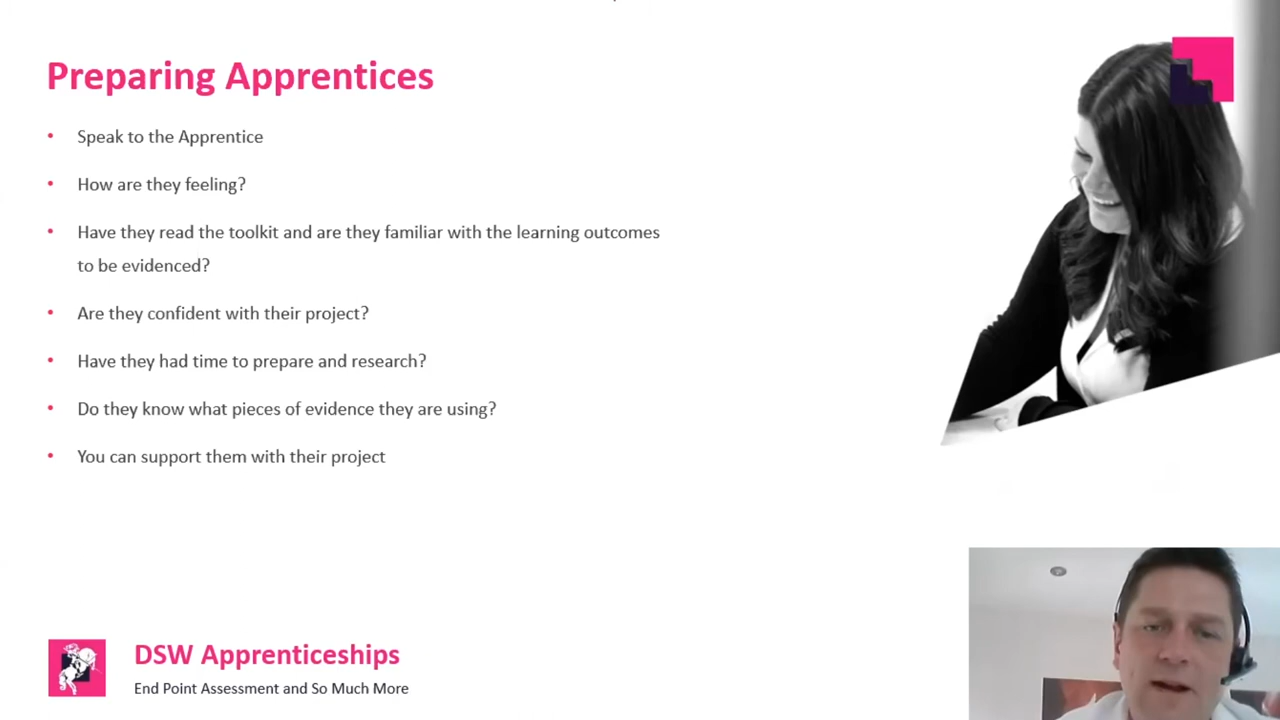 Preparing Apprentices
• Speak to the Apprentice
• How are they feeling?
• Have they read the toolkit and are they familiar with the learning outcomes
to be evidenced?
• Are they confident with their project?
• Have they had time to prepare and research?
• Do they know what pieces of evidence they are using?
• You can support them with their project
DSW Apprenticeships
End Point Assessment and So Much More